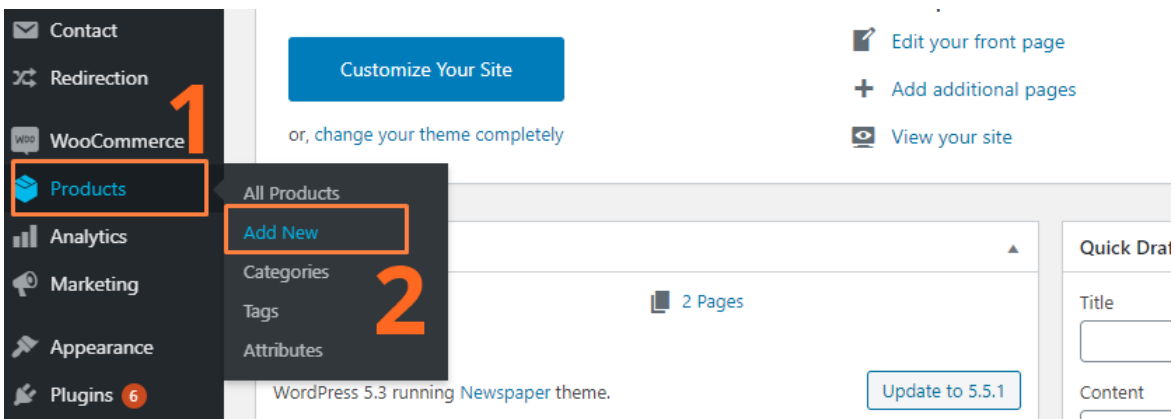 Contact
Redirection
1
WooCommerce
Products
Analytics
Marketing
Appearance
Plugins 6
All Products
Add New
Categories
2
Tags
Attributes
Customize Your Site
or, change your theme completely
Edit your front page
Add additional pages
View your site
2 Pages
WordPress 5.3 running Newspaper theme.
Update to 5.5.1
Quick Draf
Title
Content